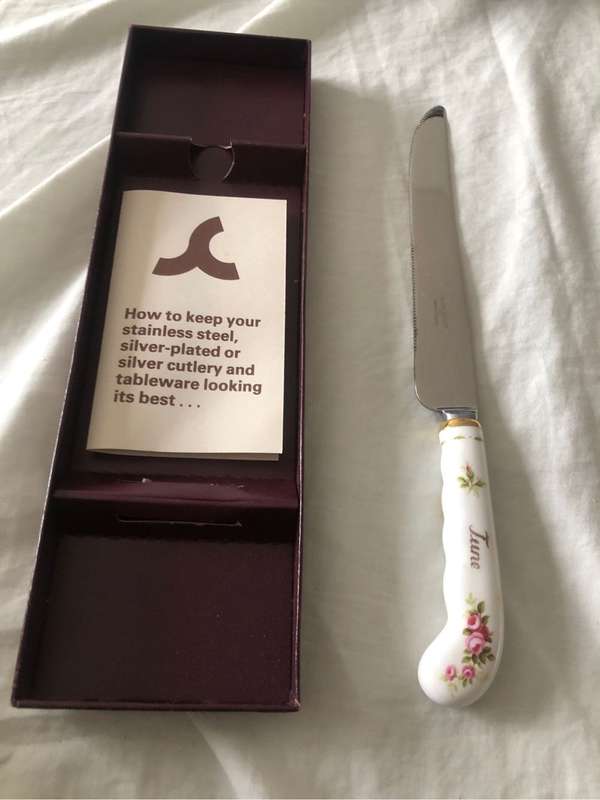 How to keep your
stainless steel,
silver-plated or
silver cutlery and
tableware looking
its best ...
June